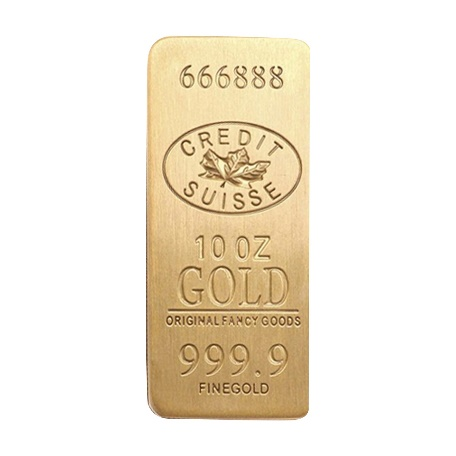 666888
CREDIT
SUISSE
10 OZ
GOLD
ORIGINAL FANCY GOODS
999.9
FINEGOLD